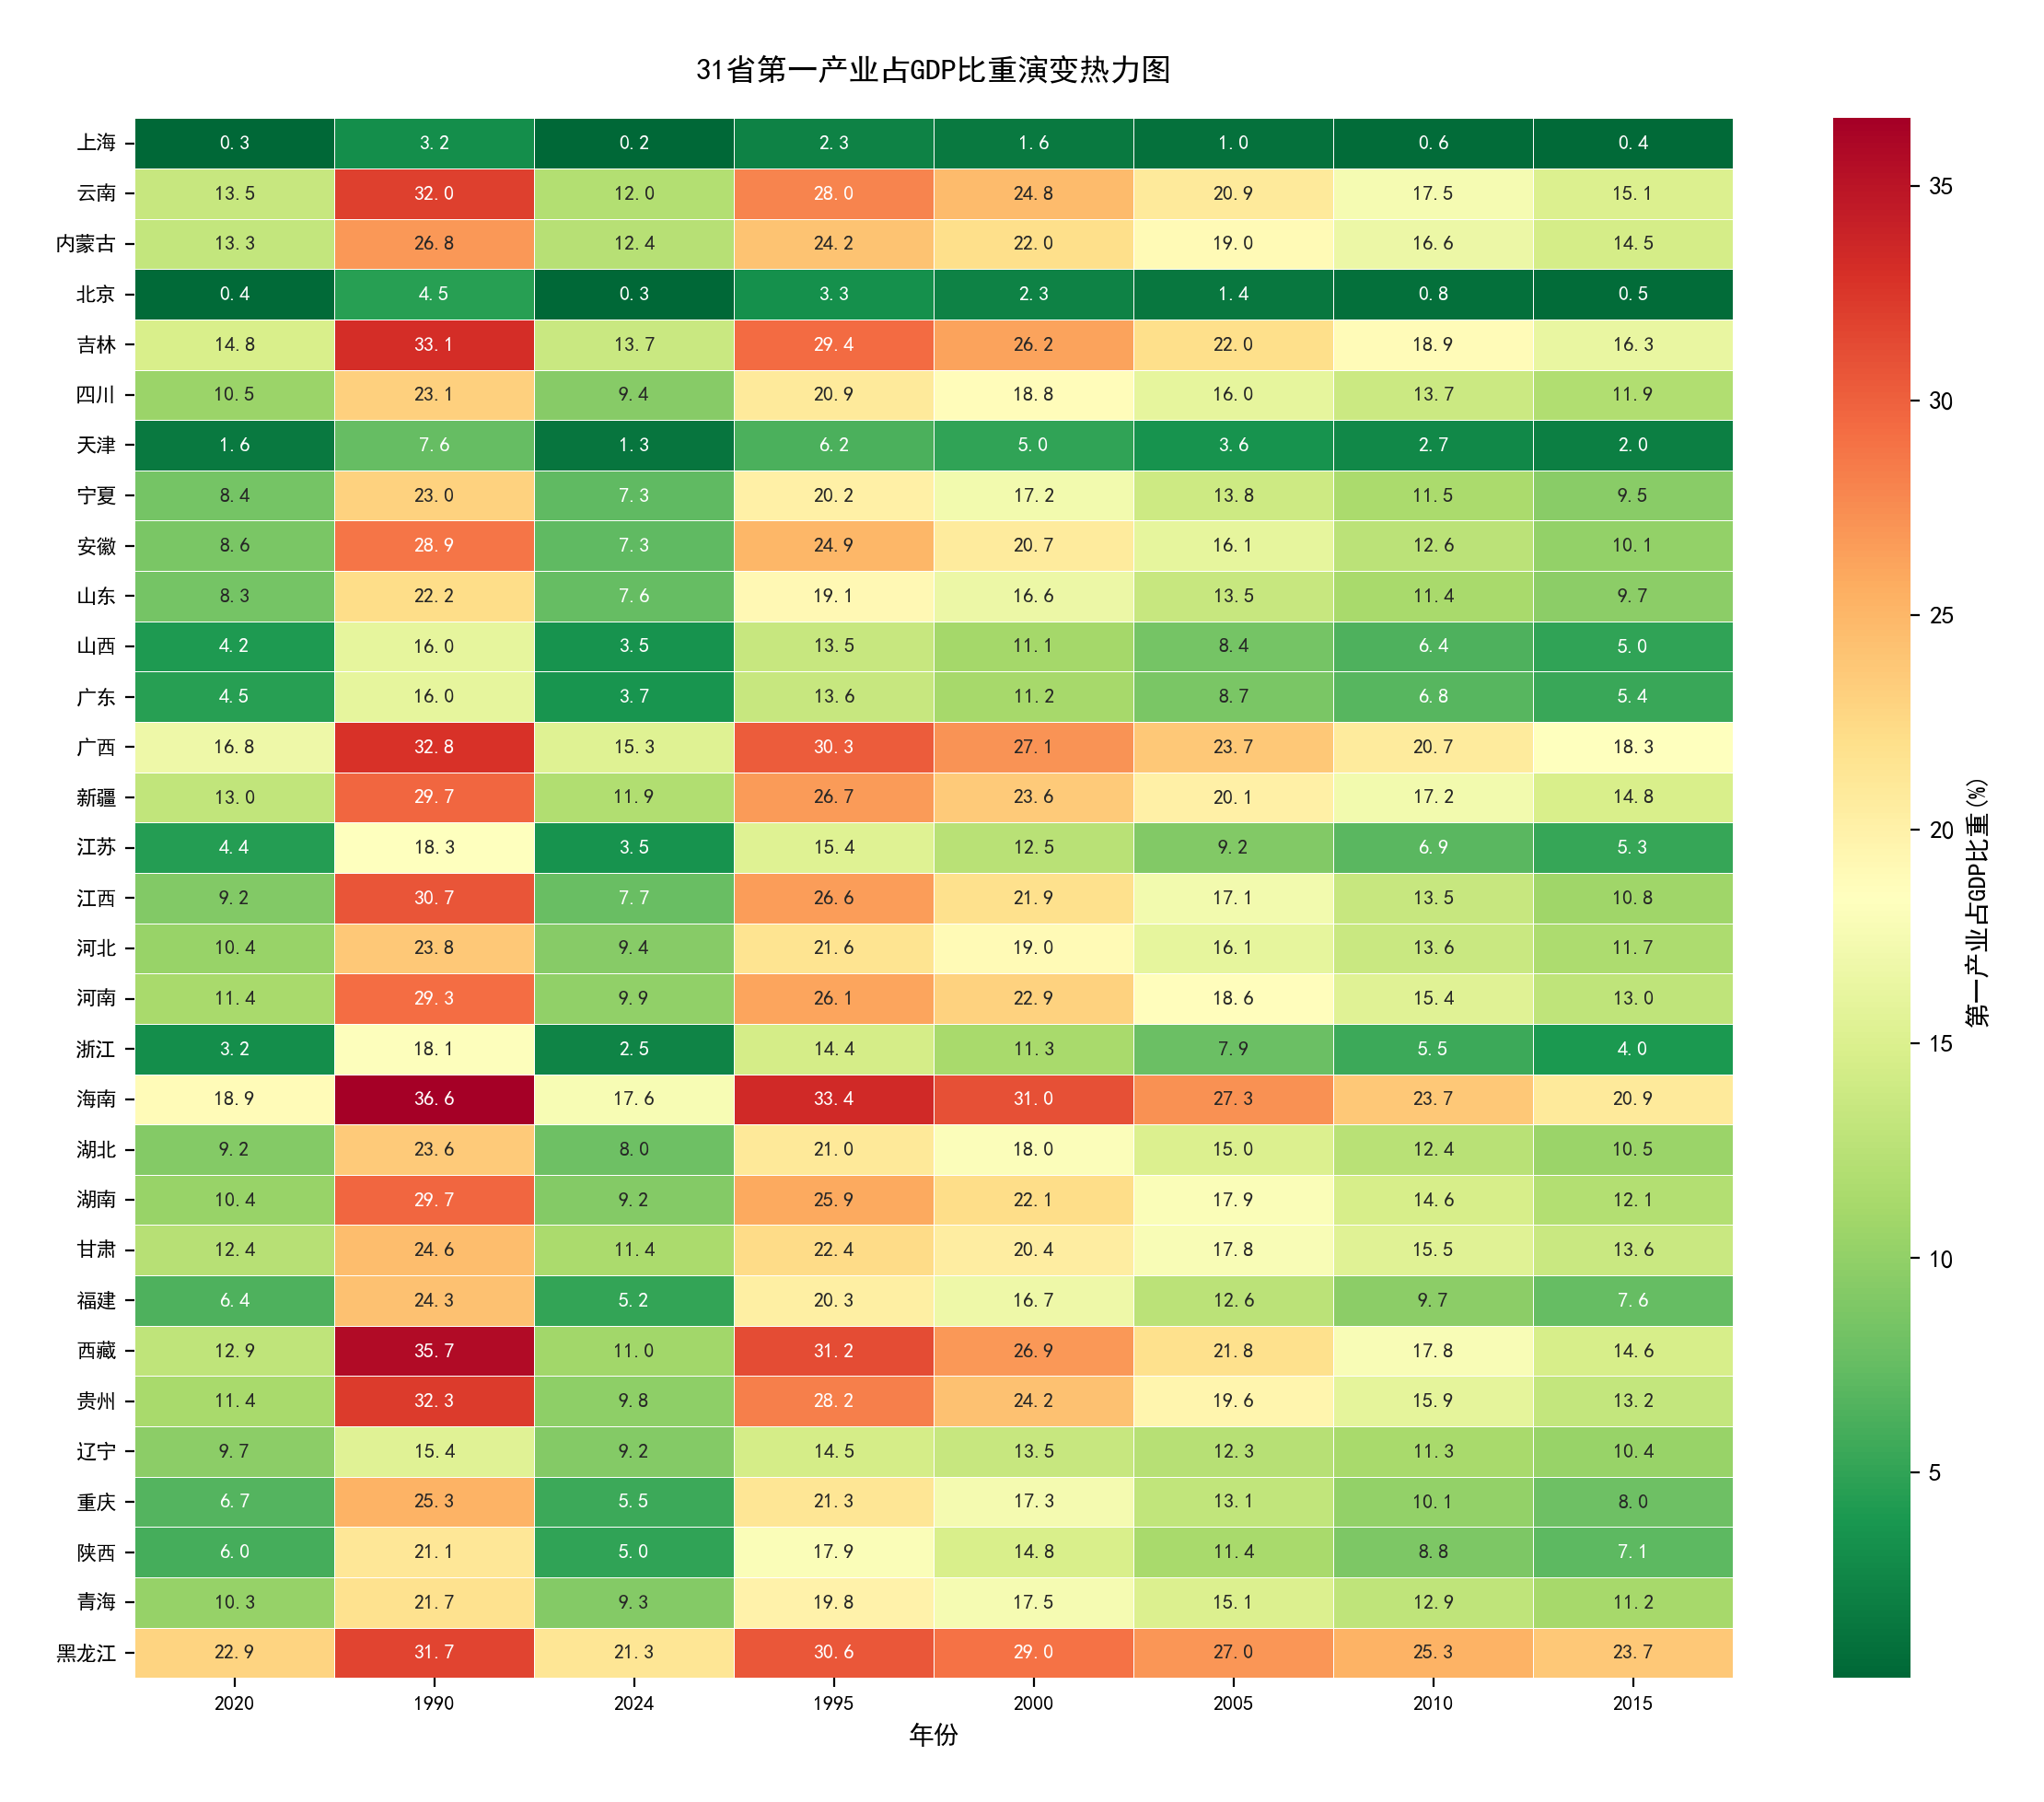 31省第一产业占GDP比重演变热力图
上海 0.3 3.2 0.2 2.3 1.6 1.0 0.6 0.4
云南 13.5 32.0 12.0 28.0 24.8 20.9 17.5 15.1
内蒙古 13.3 26.8 12.4 24.2 22.0 19.0 16.6 14.5
北京 0.4 4.5 0.3 3.3 2.3 1.4 0.8 0.5
吉林 14.8 33.1 13.7 29.4 26.2 22.0 18.9 16.3
四川 10.5 23.1 9.4 20.9 18.8 16.0 13.7 11.9
天津 1.6 7.6 1.3 6.2 5.0 3.6 2.7 2.0
宁夏 8.4 23.0 7.3 20.2 17.2 13.8 11.5 9.5
安徽 8.6 28.9 7.3 24.9 20.7 16.1 12.6 10.1
山东 8.3 22.2 7.6 19.1 16.6 13.5 11.4 9.7
山西 4.2 16.0 3.5 13.5 11.1 8.4 6.4 5.0
广东 4.5 16.0 3.7 13.6 11.2 8.7 6.8 5.4
广西 16.8 32.8 15.3 30.3 27.1 23.7 20.7 18.3
新疆 13.0 29.7 11.9 26.7 23.6 20.1 17.2 14.8
江苏 4.4 18.3 3.5 15.4 12.5 9.2 6.9 5.3
江西 9.2 30.7 7.7 26.6 21.9 17.1 13.5 10.8
河北 10.4 23.8 9.4 21.6 19.0 16.1 13.6 11.7
河南 11.4 29.3 9.9 26.1 22.9 18.6 15.4 13.0
浙江 3.2 18.1 2.5 14.4 11.3 7.9 5.5 4.0
海南 18.9 36.6 17.6 33.4 31.0 27.3 23.7 20.9
湖北 9.2 23.6 8.0 21.0 18.0 15.0 12.4 10.5
湖南 10.4 29.7 9.2 25.9 22.1 17.9 14.6 12.1
甘肃 12.4 24.6 11.4 22.4 20.4 17.8 15.5 13.6
福建 6.4 24.3 5.2 20.3 16.7 12.6 9.7 7.6
西藏 12.9 35.7 11.0 31.2 26.9 21.8 17.8 14.6
贵州 11.4 32.3 9.8 28.2 24.2 19.6 15.9 13.2
辽宁 9.7 15.4 9.2 14.5 13.5 12.3 11.3 10.4
重庆 6.7 25.3 5.5 21.3 17.3 13.1 10.1 8.0
陕西 6.0 21.1 5.0 17.9 14.8 11.4 8.8 7.1
青海 10.3 21.7 9.3 19.8 17.5 15.1 12.9 11.2
黑龙江 22.9 31.7 21.3 30.6 29.0 27.0 25.3 23.7
2020 1990 2024 1995 2000 2005 2010 2015
年份
35
30
25
20
15
10
5
第一产业占GDP比重(%)